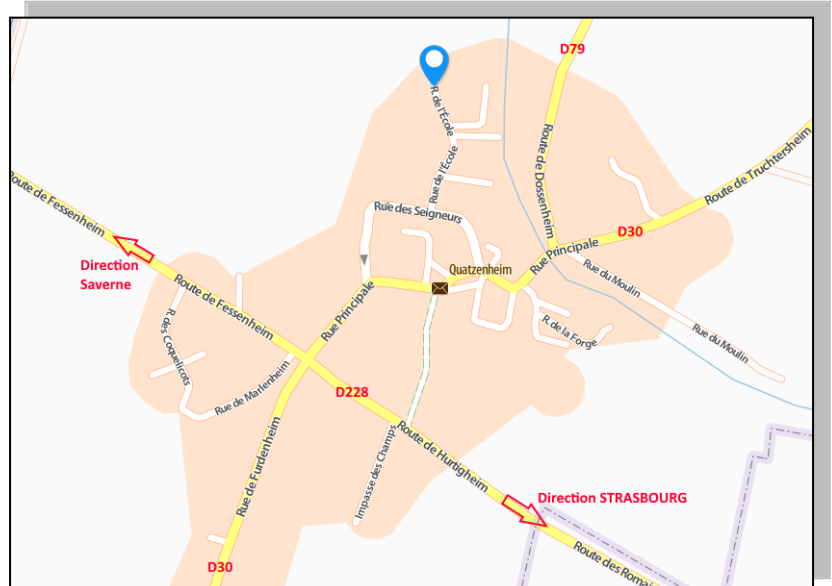 D79
R. de l'École
Route de Dossenheim
Route de Truchtersheim
Rue de l'École
Route de Fessenheim
Rue des Seigneurs
D30
Rue Principale
Direction
Saverne
Quatzenheim
Rue du Moulin
Route de Fessenheim
Rue Principale
R. des Coquelicots
R. de la Forge
Rue du Moulin
Rue de Marlenheim
D228
Rue de Furdenheim
Impasse des Champs
Route de Hurtigheim
Direction STRASBOURG
Route des Romai
D30